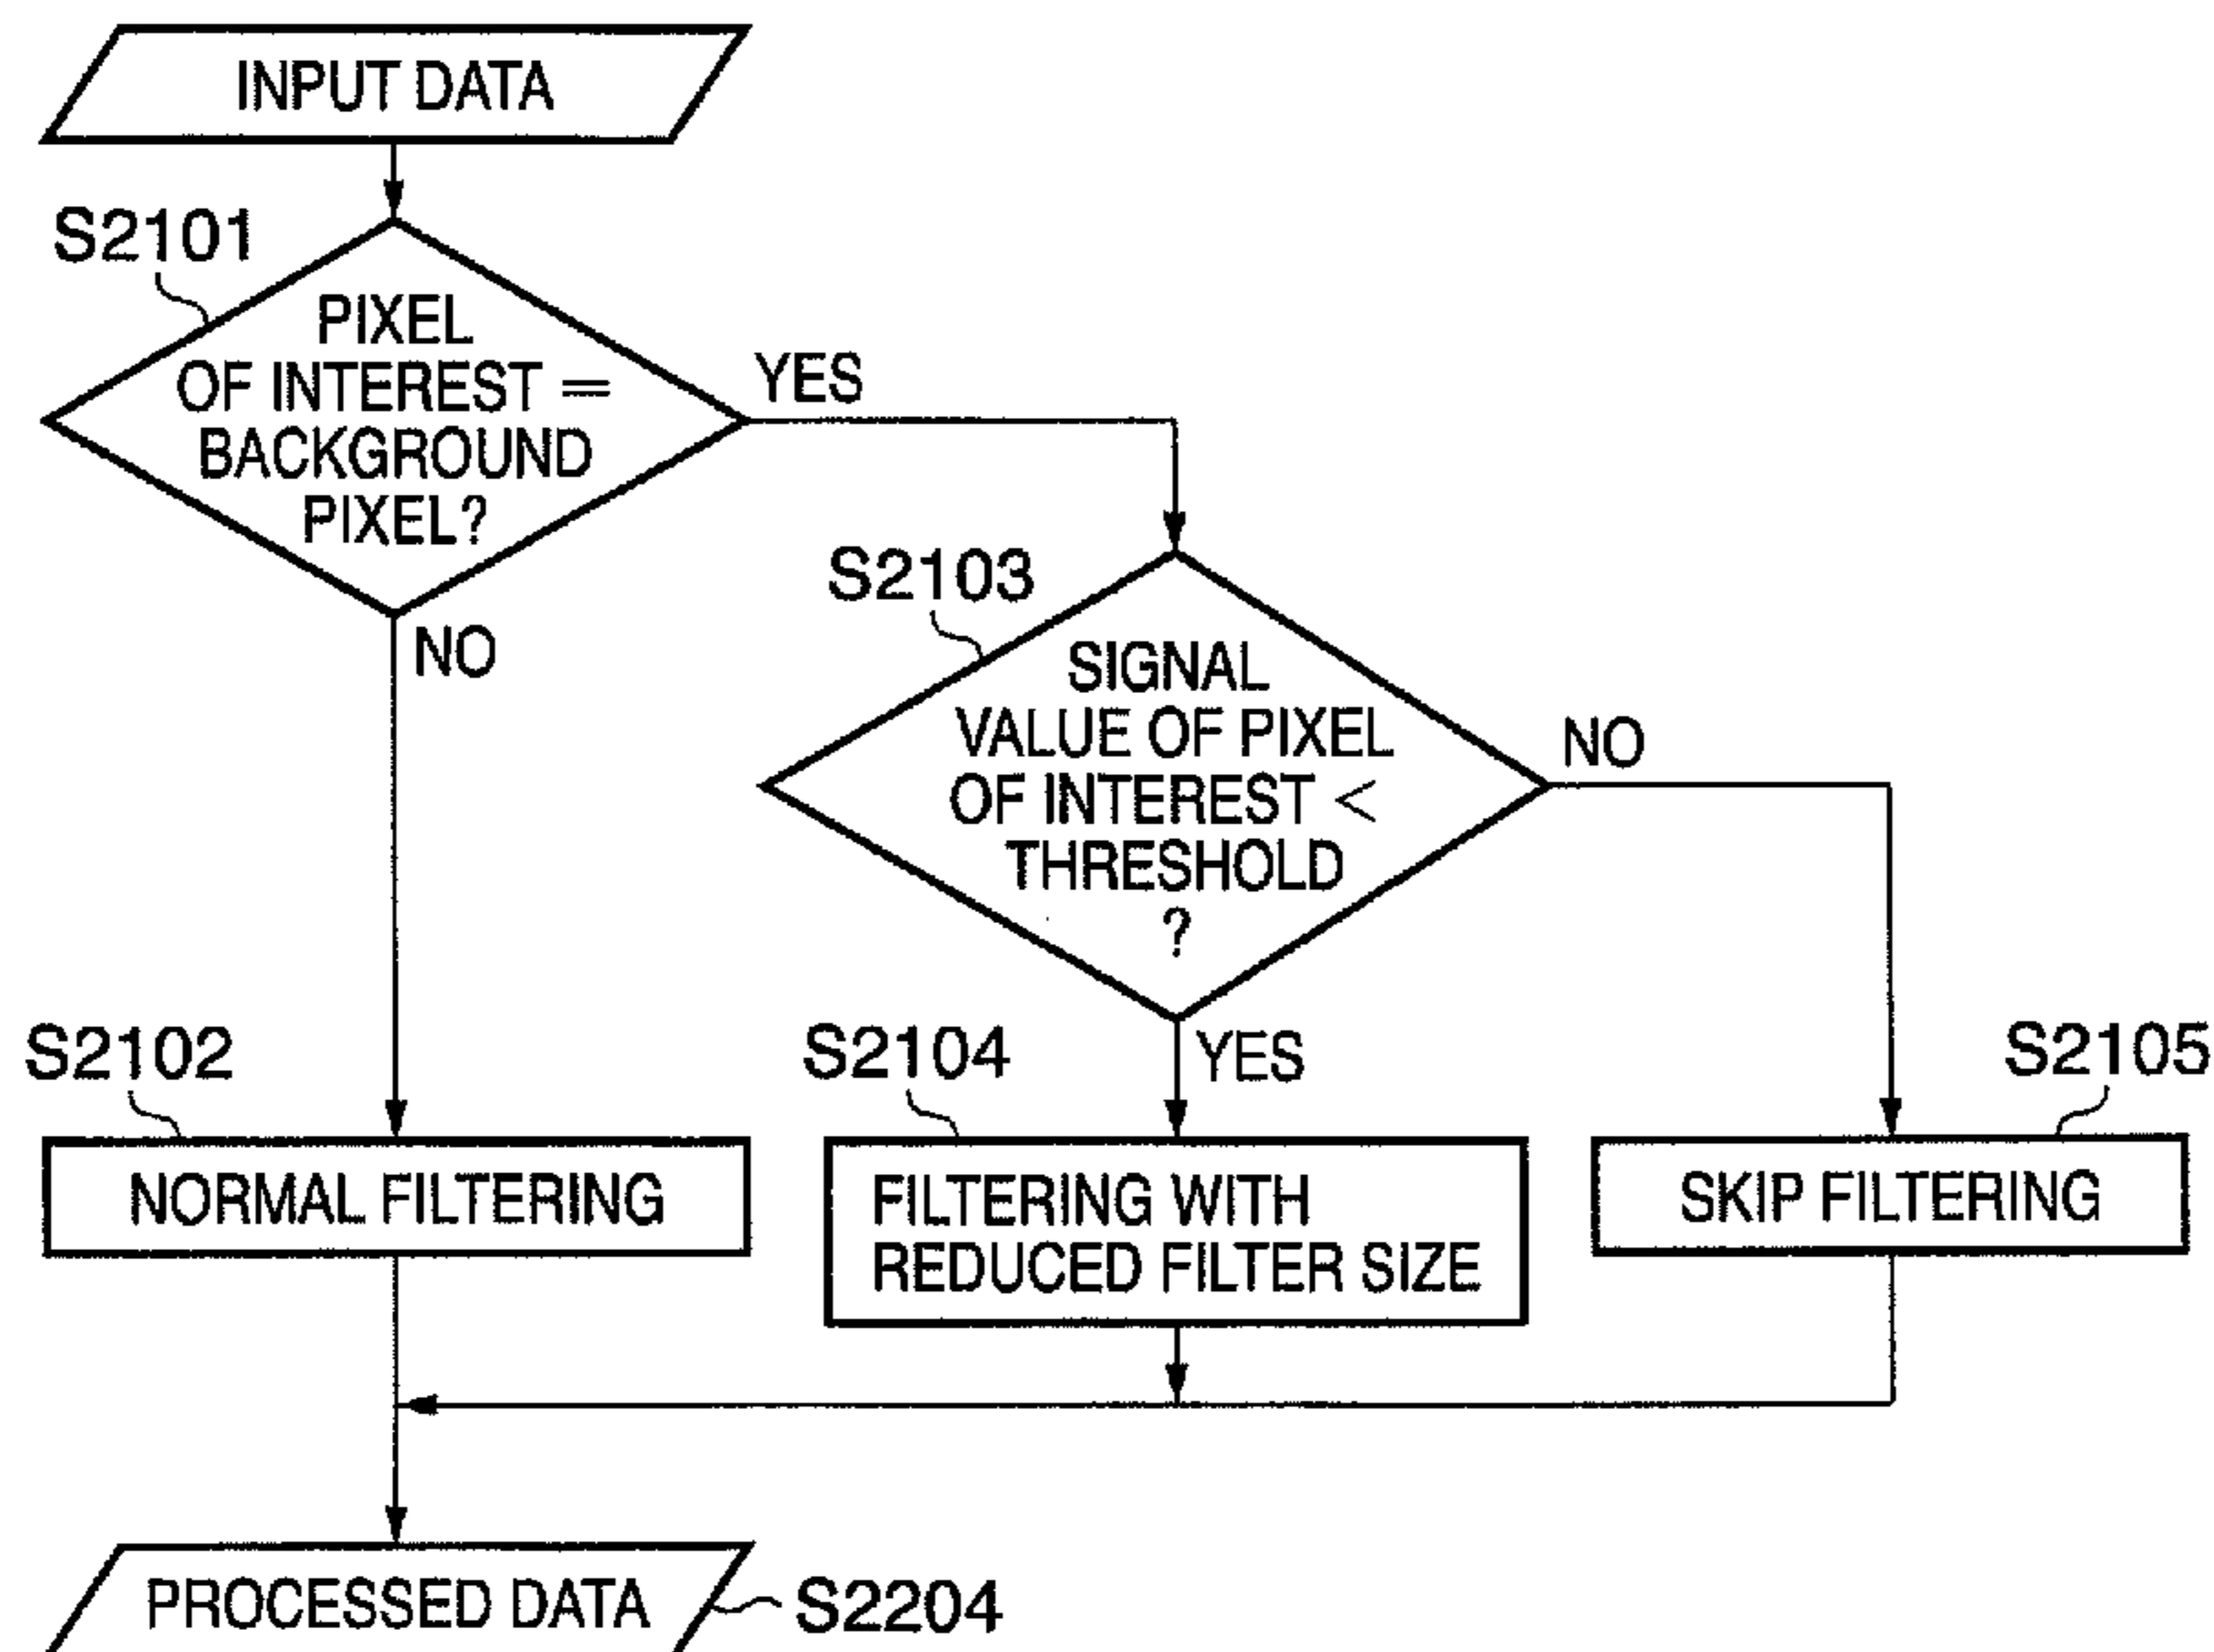 INPUT DATA
S2101
PIXEL
OF INTEREST =
BACKGROUND
PIXEL?
YES
NO
S2103
SIGNAL
VALUE OF PIXEL
OF INTEREST <
THRESHOLD
?
NO
YES
S2102
NORMAL FILTERING
S2104
FILTERING WITH
REDUCED FILTER SIZE
S2105
SKIP FILTERING
PROCESSED DATA
S2204